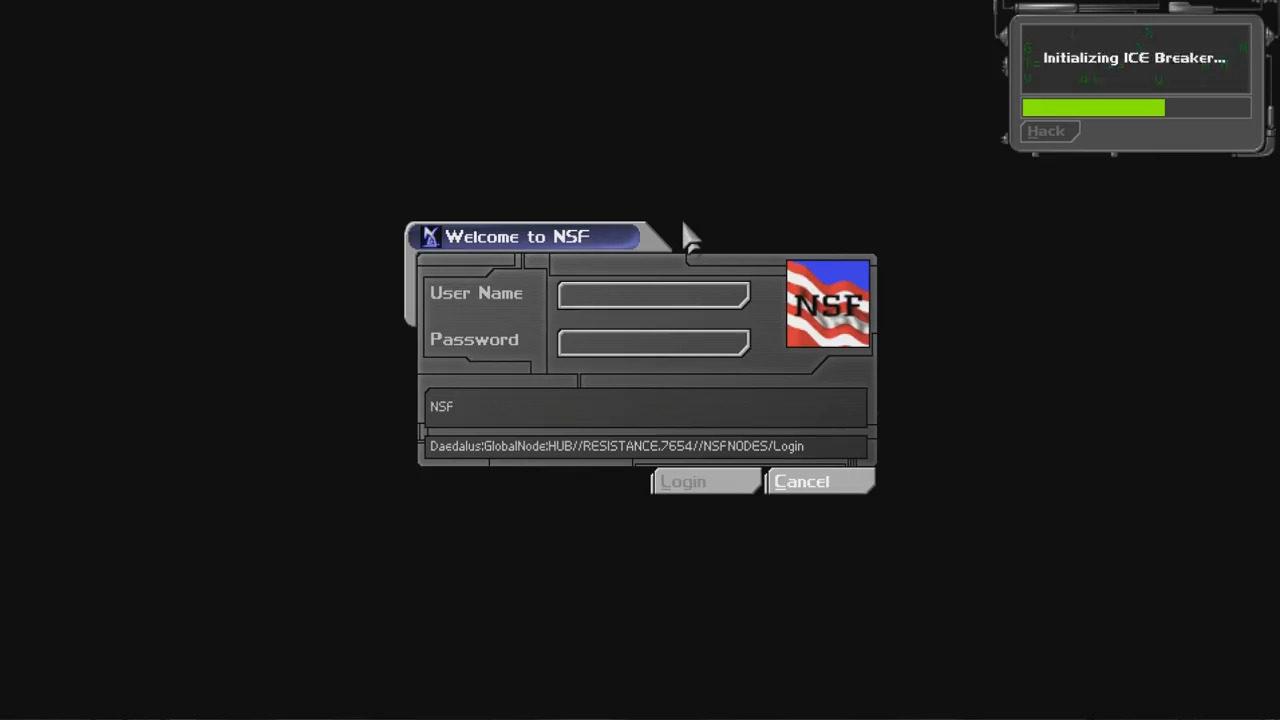 Initializing ICE Breaker...
Hack
Welcome to NSF
User Name
NSF
Password
NSF
Daedalus:GlobalNode:HUB//RESISTANCE.7654//NSFNODES/Login
Login
Cancel